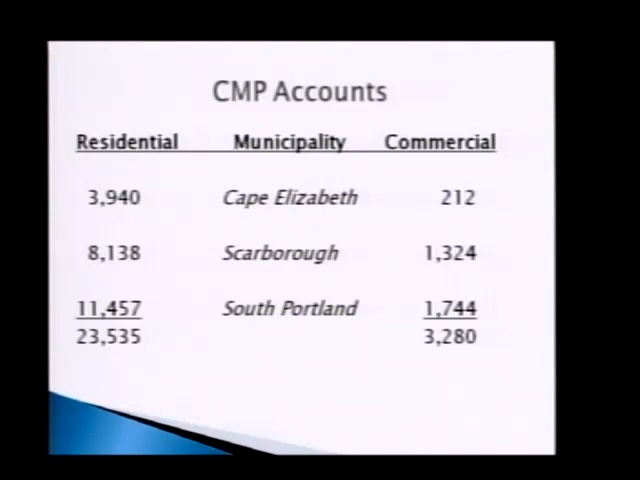 CMP Accounts
Residential Municipality Commercial
3,940 Cape Elizabeth 212
8,138 Scarborough 1,324
11,457 South Portland 1,744
23,535 3,280